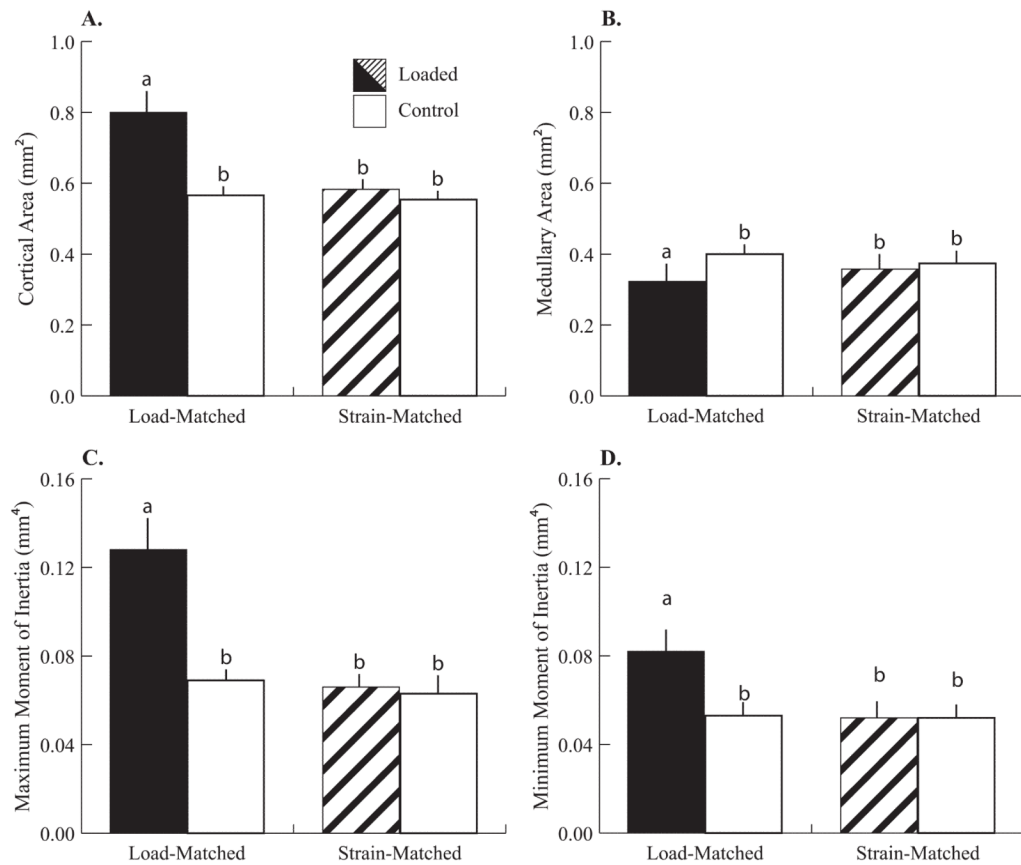 A.
1.0
0.8
0.6
0.4
0.2
0.0
Cortical Area (mm²)
a
b
b
b
Loaded
Control
Load-Matched
Strain-Matched
B.
1.0
0.8
0.6
0.4
0.2
0.0
Medullary Area (mm²)
a
b
b
b
Load-Matched
Strain-Matched
C.
0.16
0.12
0.08
0.04
0.00
Maximum Moment of Inertia (mm⁴)
a
b
b
b
Load-Matched
Strain-Matched
D.
0.16
0.12
0.08
0.04
0.00
Minimum Moment of Inertia (mm⁴)
a
b
b
b
Load-Matched
Strain-Matched